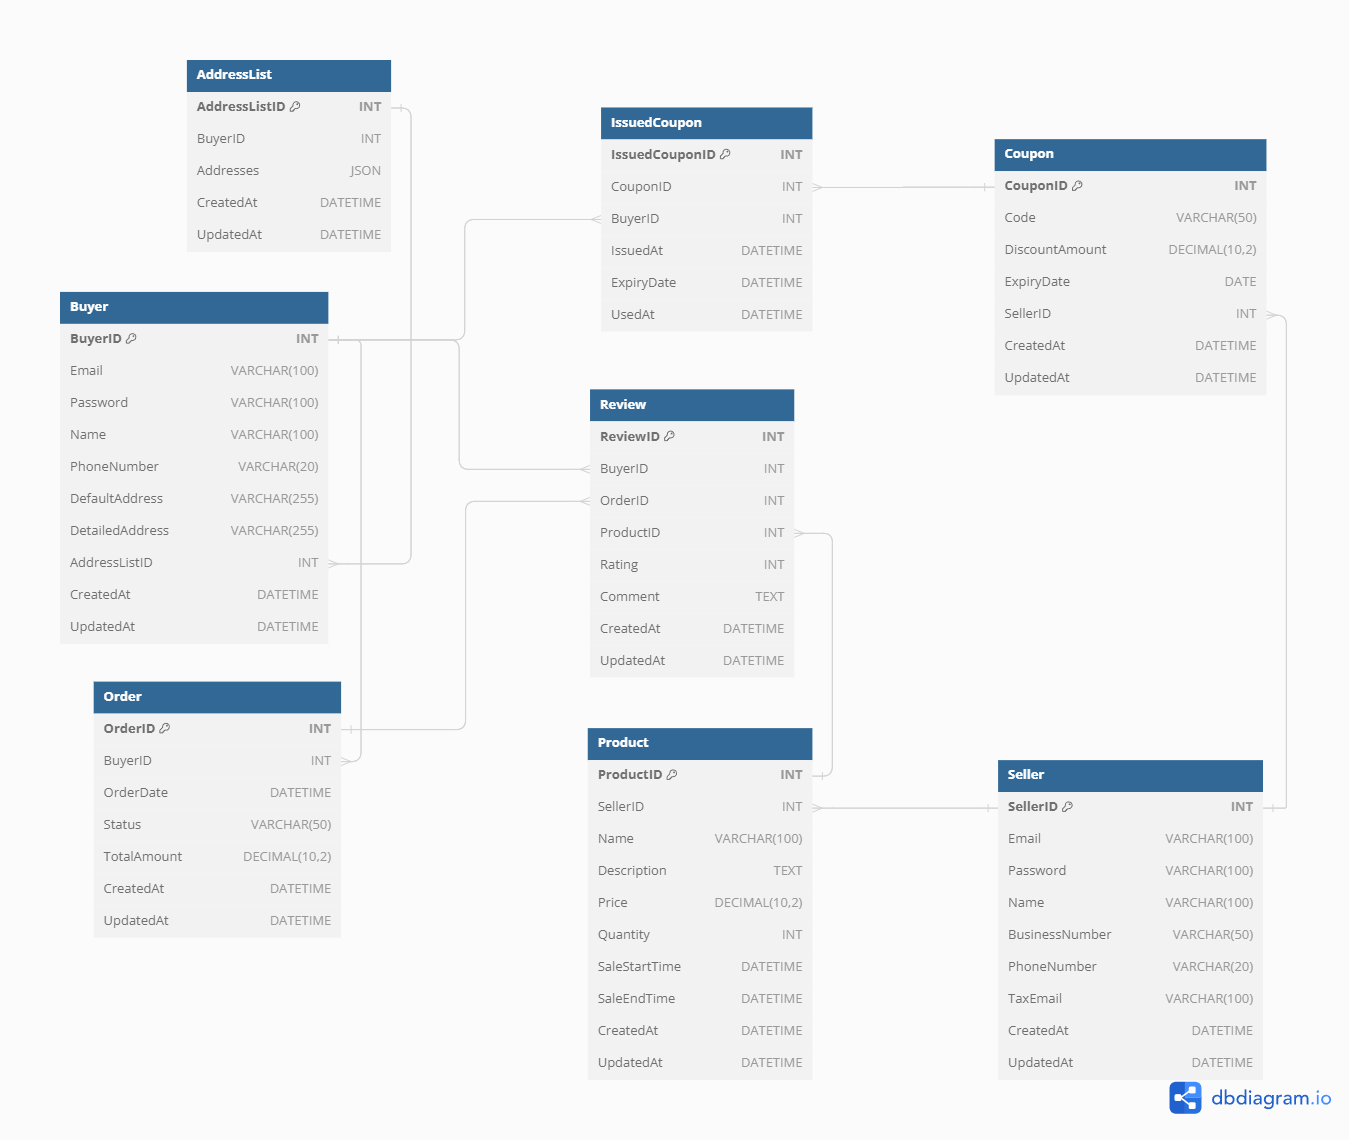 AddressList
AddressListID INT
BuyerID INT
Addresses JSON
CreatedAt DATETIME
UpdatedAt DATETIME
Buyer
BuyerID INT
Email VARCHAR(100)
Password VARCHAR(100)
Name VARCHAR(100)
PhoneNumber VARCHAR(20)
DefaultAddress VARCHAR(255)
DetailedAddress VARCHAR(255)
AddressListID INT
CreatedAt DATETIME
UpdatedAt DATETIME
Order
OrderID INT
BuyerID INT
OrderDate DATETIME
Status VARCHAR(50)
TotalAmount DECIMAL(10,2)
CreatedAt DATETIME
UpdatedAt DATETIME
IssuedCoupon
IssuedCouponID INT
CouponID INT
BuyerID INT
IssuedAt DATETIME
ExpiryDate DATETIME
UsedAt DATETIME
Review
ReviewID INT
BuyerID INT
OrderID INT
ProductID INT
Rating INT
Comment TEXT
CreatedAt DATETIME
UpdatedAt DATETIME
Product
ProductID INT
SellerID INT
Name VARCHAR(100)
Description TEXT
Price DECIMAL(10,2)
Quantity INT
SaleStartTime DATETIME
SaleEndTime DATETIME
CreatedAt DATETIME
UpdatedAt DATETIME
Coupon
CouponID INT
Code VARCHAR(50)
DiscountAmount DECIMAL(10,2)
ExpiryDate DATE
SellerID INT
CreatedAt DATETIME
UpdatedAt DATETIME
Seller
SellerID INT
Email VARCHAR(100)
Password VARCHAR(100)
Name VARCHAR(100)
BusinessNumber VARCHAR(50)
PhoneNumber VARCHAR(20)
TaxEmail VARCHAR(100)
CreatedAt DATETIME
UpdatedAt DATETIME
dbdiagram.io